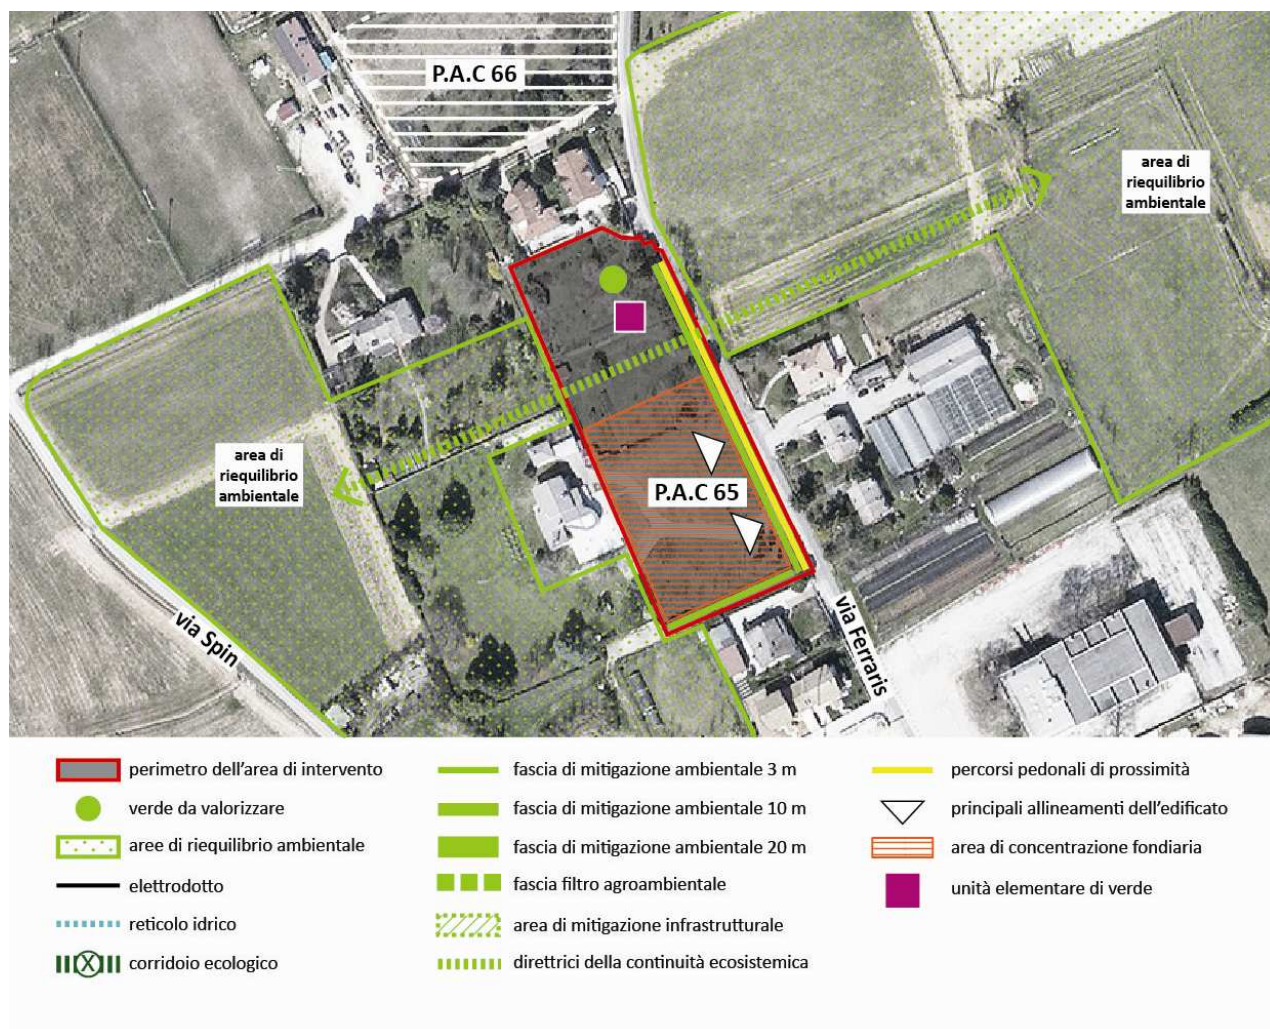 P.A.C 66
area di
riequilibrio
ambientale
area di
riequilibrio
ambientale
P.A.C 65
via Spin
via Ferraris
perimetro dell'area di intervento
verde da valorizzare
aree di riequilibrio ambientale
elettrodotto
reticolo idrico
X corridoio ecologico
fascia di mitigazione ambientale 3 m
fascia di mitigazione ambientale 10 m
fascia di mitigazione ambientale 20 m
fascia filtro agroambientale
area di mitigazione infrastrutturale
direttrici della continuità ecosistemica
percorsi pedonali di prossimità
principali allineamenti dell'edificato
area di concentrazione fondiaria
unità elementare di verde